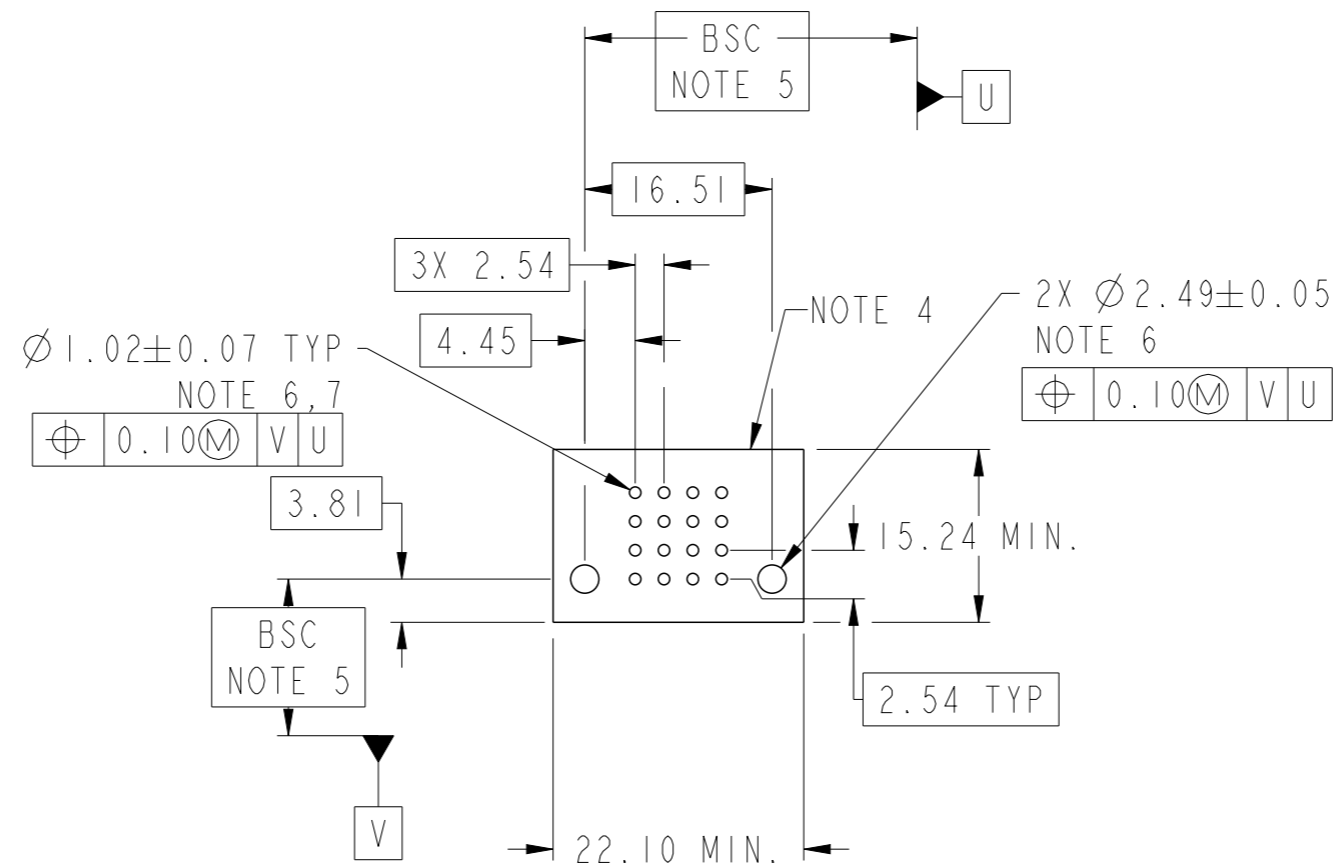 BSC
NOTE 5
U
16.51
3X 2.54
4.45
NOTE 4
2X ∅2.49±0.05
NOTE 6
⌖ 0.10Ⓜ V U
∅1.02±0.07 TYP
NOTE 6,7
⌖ 0.10Ⓜ V U
3.81
15.24 MIN.
BSC
NOTE 5
2.54 TYP
V
22.10 MIN.